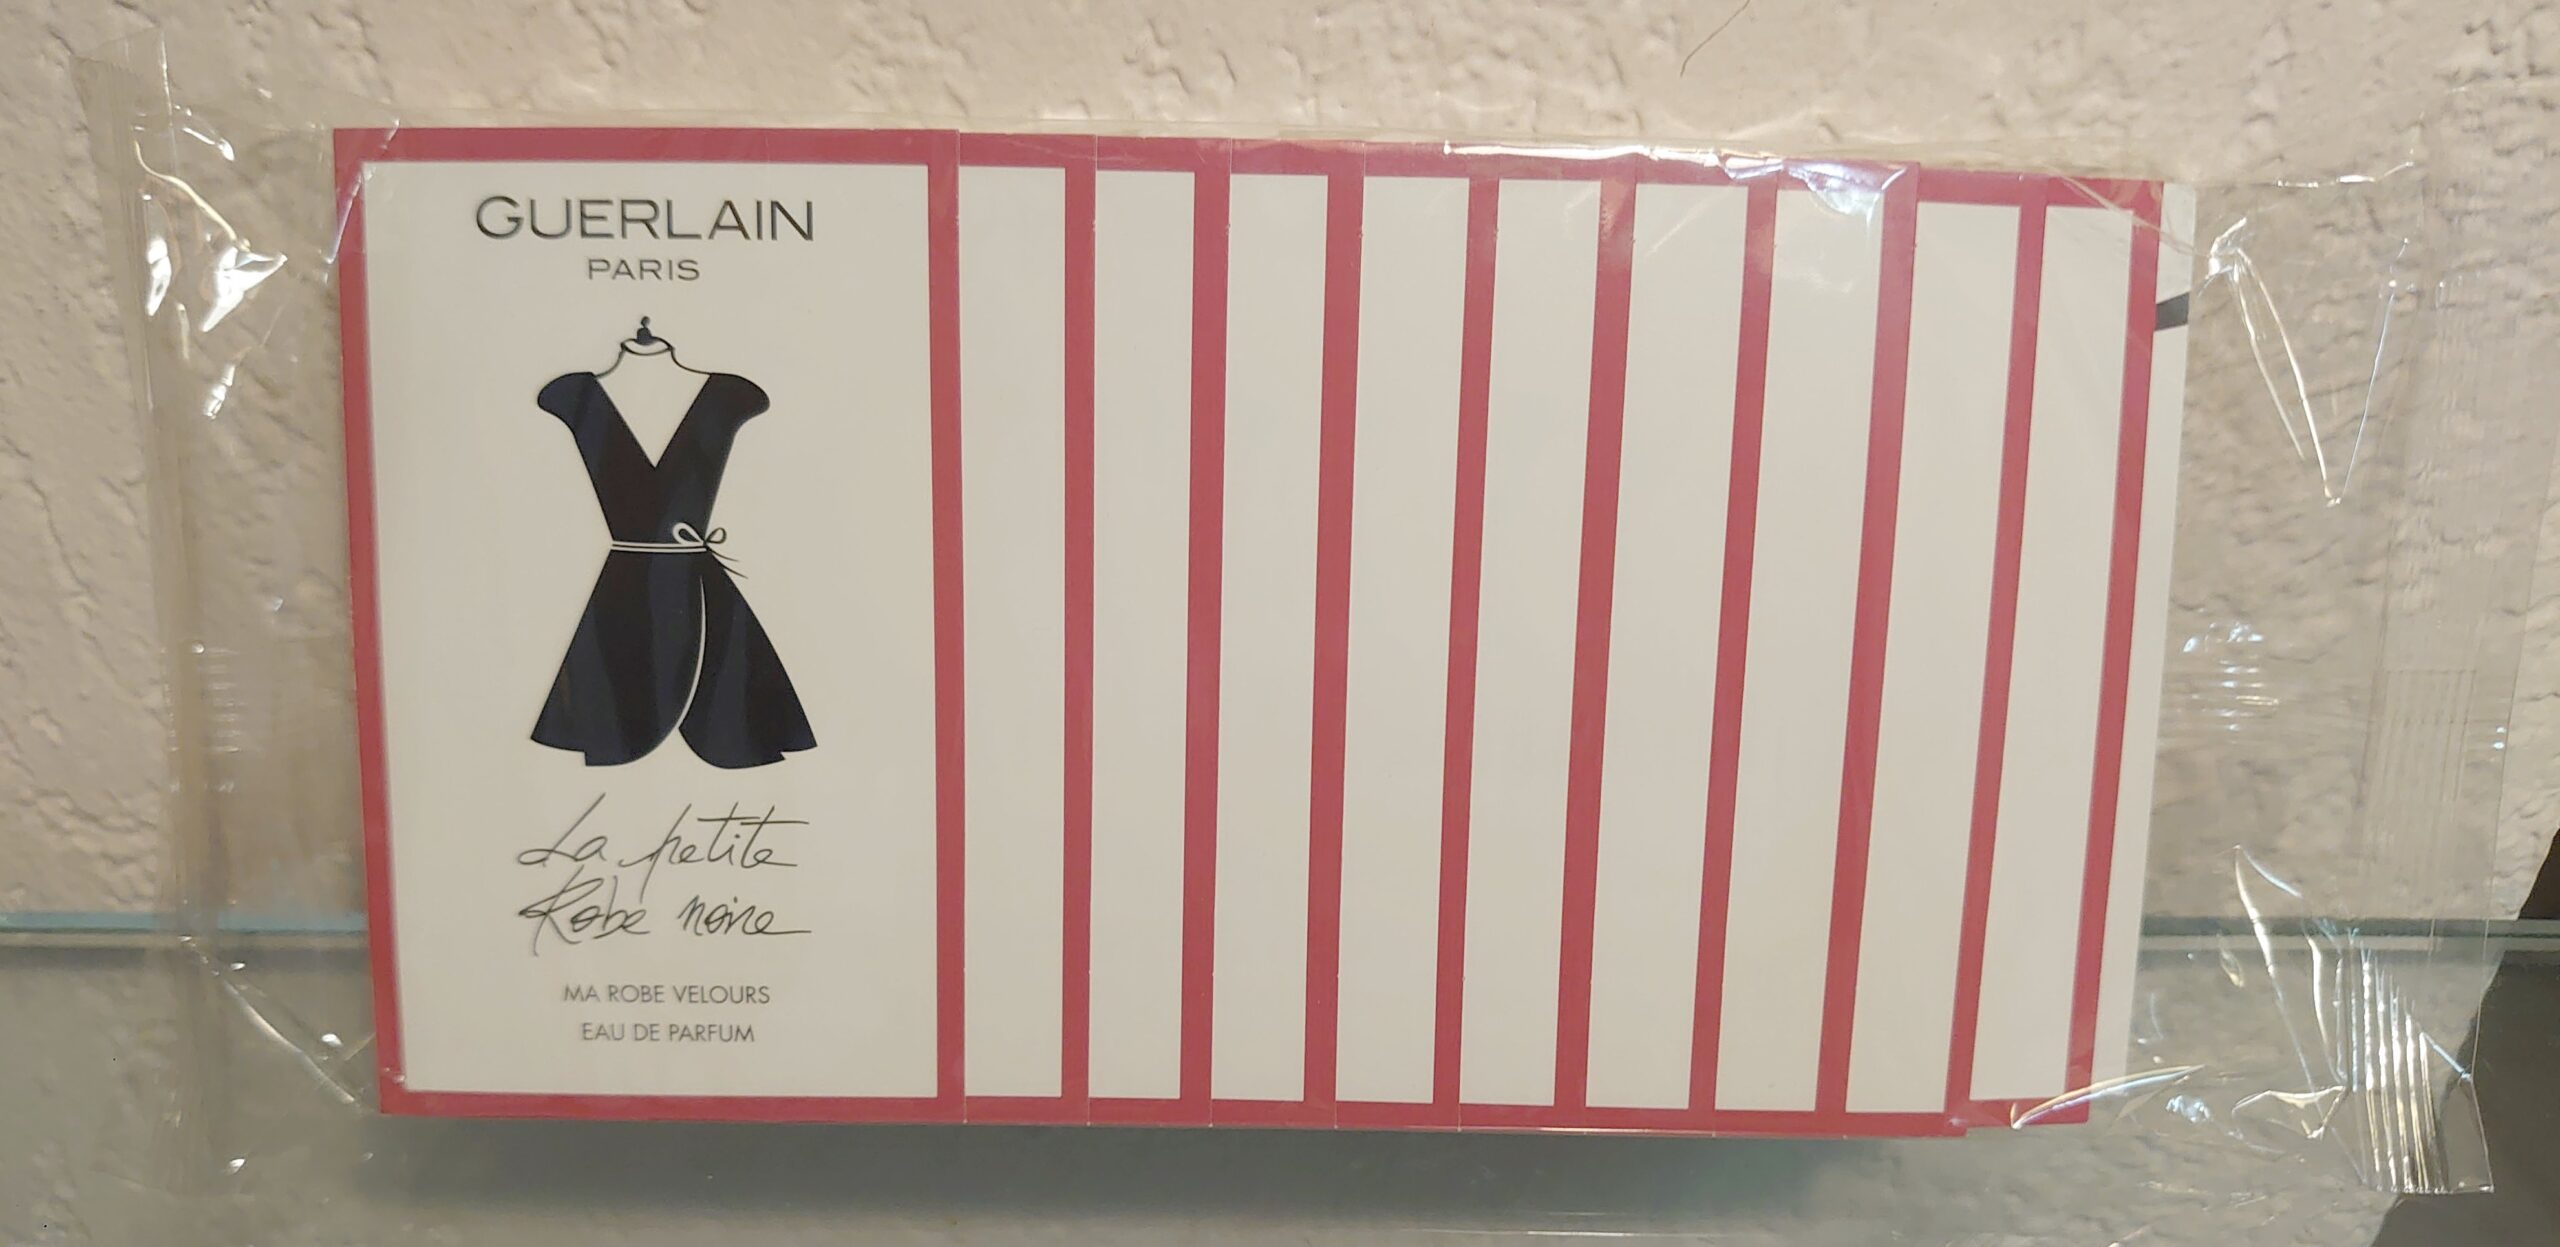 GUERLAIN
PARIS
La petite
Robe noire
MA ROBE VELOURS
EAU DE PARFUM